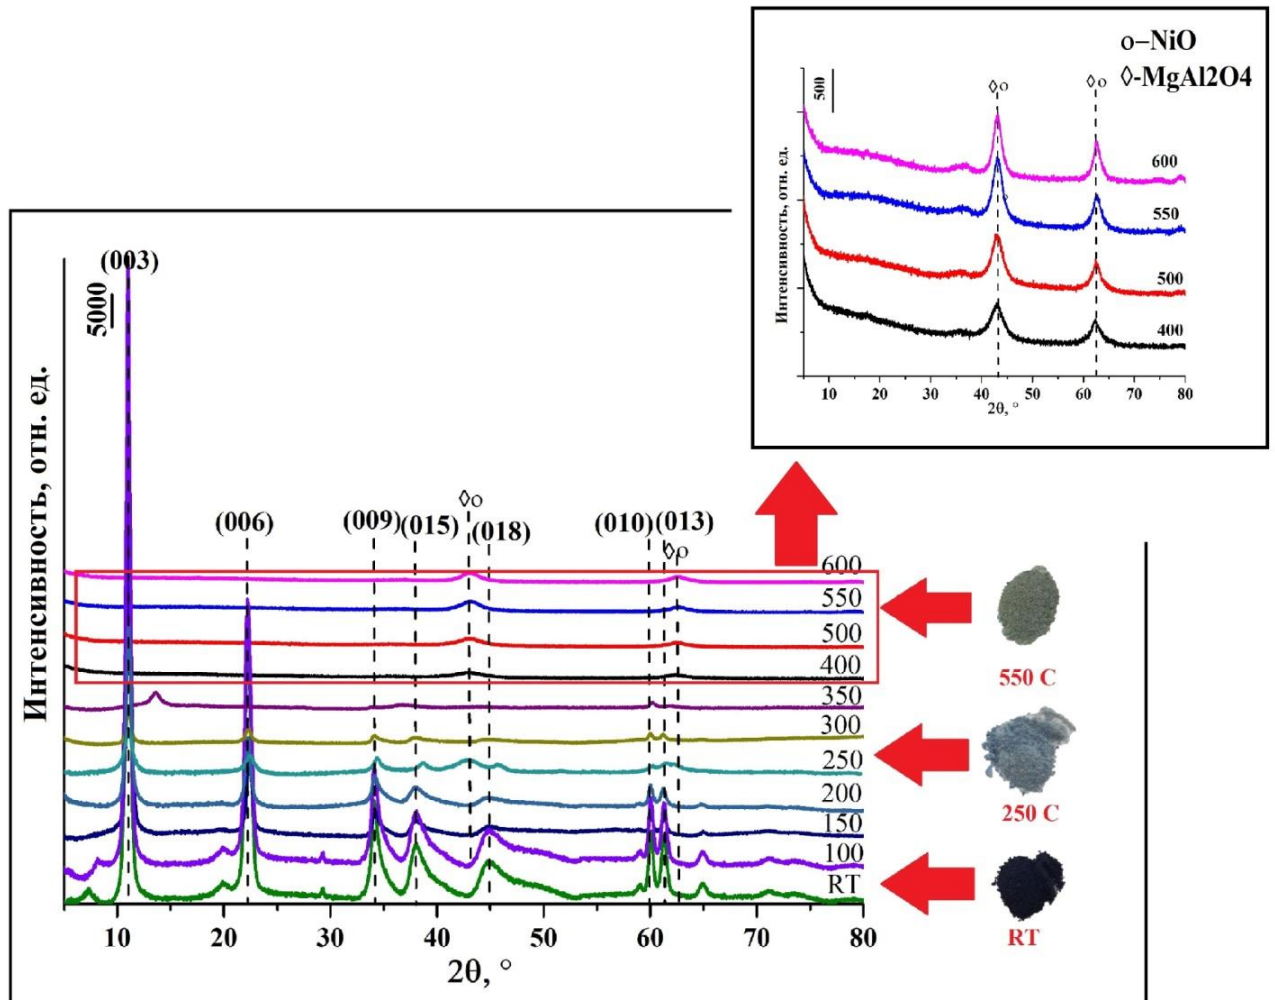 o–NiO
◊-MgAl2O4
500
◊o
◊o
600
550
500
400
Интенсивность, отн. ед.
10 20 30 40 50 60 70 80
2θ, °
(003)
5000
Интенсивность, отн. ед.
(006)
(009)
(015)
◊o
(018)
(010)
(013)
◊o
600
550
500
400
350
300
250
200
150
100
RT
10 20 30 40 50 60 70 80
2θ, °
550 C
250 C
RT